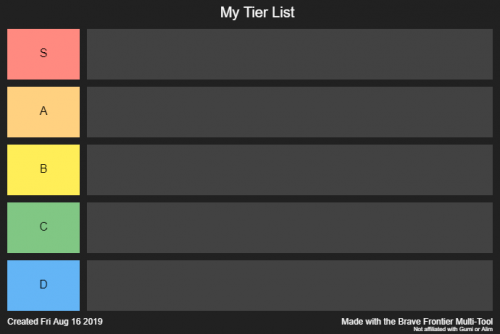 My Tier List
S
A
B
C
D
Created Fri Aug 16 2019
Made with the Brave Frontier Multi-Tool
Not affiliated with Gumi or Alim